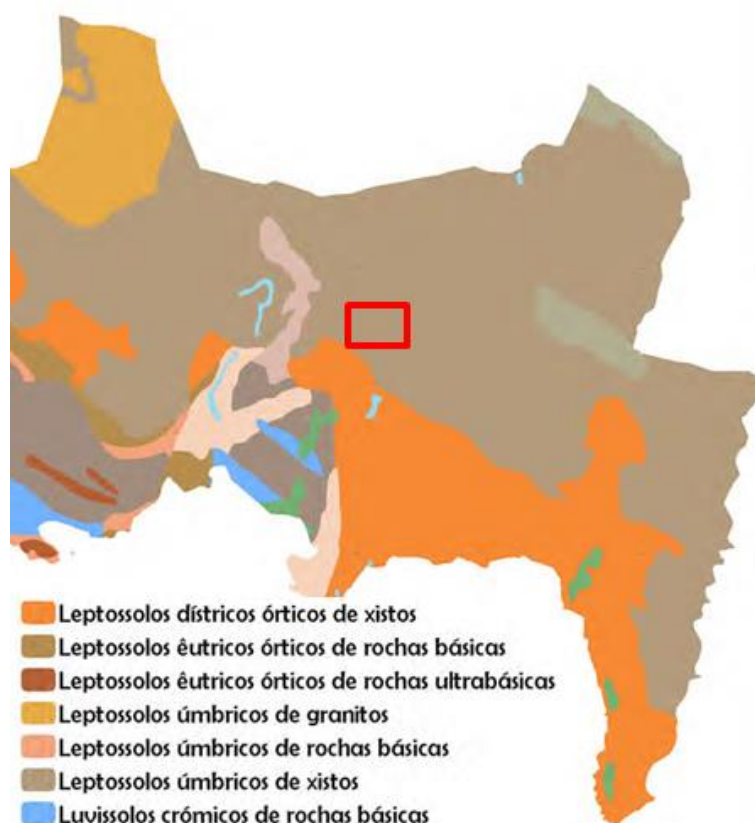 Leptossolos dístricos órticos de xistos
Leptossolos êutricos órticos de rochas básicas
Leptossolos êutricos órticos de rochas ultrabásicas
Leptossolos úmbricos de granitos
Leptossolos úmbricos de rochas básicas
Leptossolos úmbricos de xistos
Luvissolos crómicos de rochas básicas